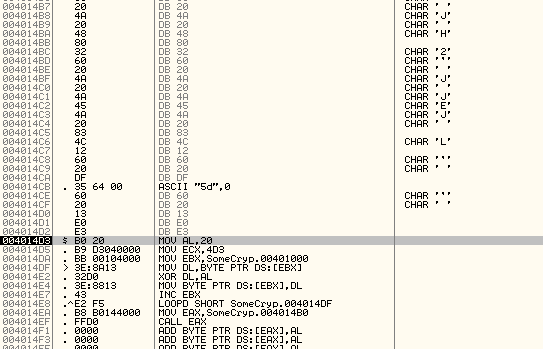 004014B7 20 DB 20 CHAR ' '
004014B8 4A DB 4A CHAR 'J'
004014B9 20 DB 20 CHAR ' '
004014BA 48 DB 48 CHAR 'H'
004014BB 80 DB 80
004014BC 32 DB 32 CHAR '2'
004014BD 60 DB 60 CHAR '`'
004014BE 20 DB 20 CHAR ' '
004014BF 4A DB 4A CHAR 'J'
004014C0 20 DB 20 CHAR ' '
004014C1 4A DB 4A CHAR 'J'
004014C2 45 DB 45 CHAR 'E'
004014C3 4A DB 4A CHAR 'J'
004014C4 20 DB 20 CHAR ' '
004014C5 83 DB 83
004014C6 4C DB 4C CHAR 'L'
004014C7 12 DB 12
004014C8 60 DB 60 CHAR '`'
004014C9 20 DB 20 CHAR ' '
004014CA DF DB DF
004014CB . 35 64 00 ASCII "5d",0
004014CE 60 DB 60 CHAR '`'
004014CF 20 DB 20 CHAR ' '
004014D0 13 DB 13
004014D1 E0 DB E0
004014D2 E3 DB E3
004014D3 $ B0 20 MOV AL,20
004014D5 . B9 D3040000 MOV ECX,4D3
004014DA . BB 00104000 MOV EBX,SomeCryp.00401000
004014DF > 3E:8A13 MOV DL,BYTE PTR DS:[EBX]
004014E2 . 32D0 XOR DL,AL
004014E4 . 3E:8813 MOV BYTE PTR DS:[EBX],DL
004014E7 . 43 INC EBX
004014E8 .^E2 F5 LOOPD SHORT SomeCryp.004014DF
004014EA . B8 B0144000 MOV EAX,SomeCryp.004014B0
004014EF . FFD0 CALL EAX
004014F1 . 0000 ADD BYTE PTR DS:[EAX],AL
004014F3 . 0000 ADD BYTE PTR DS:[EAX],AL